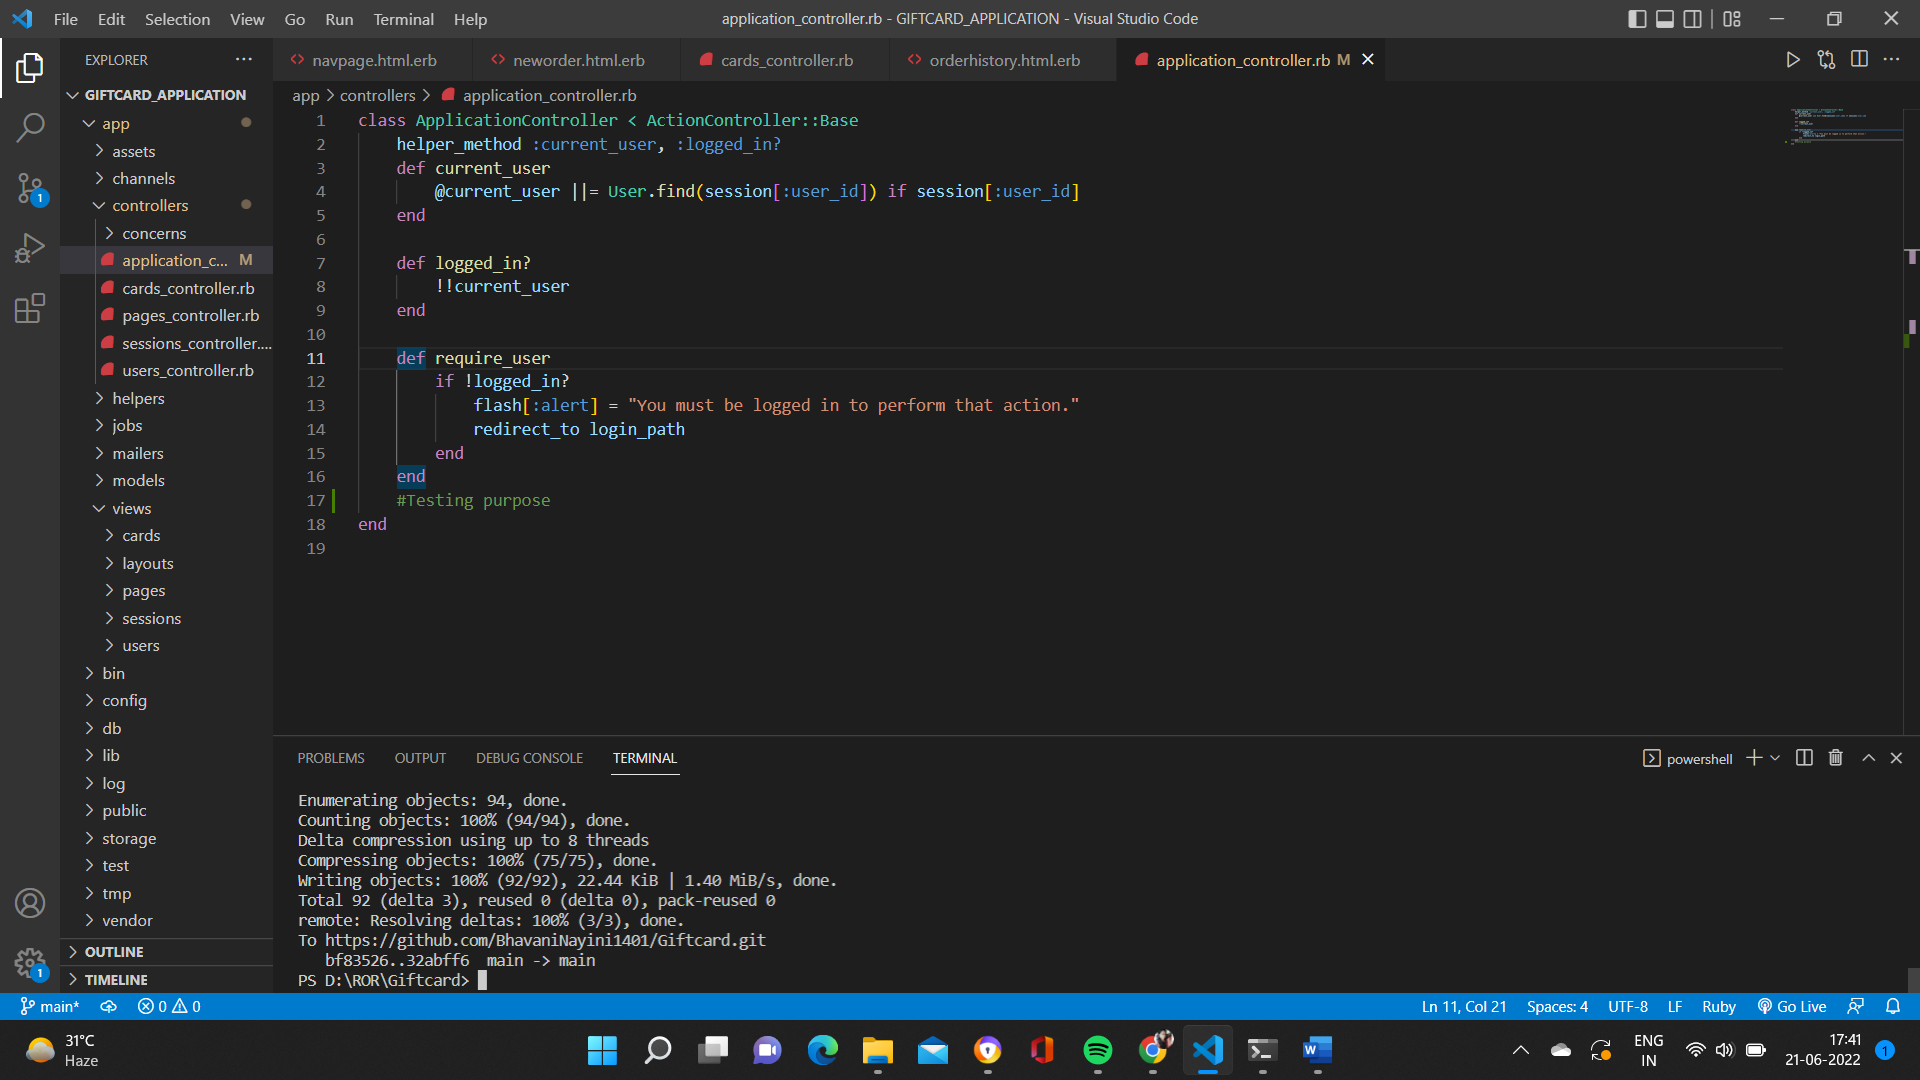 File Edit Selection View Go Run Terminal Help
application_controller.rb - GIFTCARD_APPLICATION - Visual Studio Code
EXPLORER
navpage.html.erb
neworder.html.erb
cards_controller.rb
orderhistory.html.erb
application_controller.rb M
GIFTCARD_APPLICATION
app
assets
channels
controllers
concerns
application_c... M
cards_controller.rb
pages_controller.rb
sessions_controller....
users_controller.rb
helpers
jobs
mailers
models
views
cards
layouts
pages
sessions
users
bin
config
db
lib
log
public
storage
test
tmp
vendor
OUTLINE
TIMELINE
1
1
app > controllers > application_controller.rb
1 class ApplicationController < ActionController::Base
2 helper_method :current_user, :logged_in?
3 def current_user
4 @current_user ||= User.find(session[:user_id]) if session[:user_id]
5 end
6
7 def logged_in?
8 !!current_user
9 end
10
11 def require_user
12 if !logged_in?
13 flash[:alert] = "You must be logged in to perform that action."
14 redirect_to login_path
15 end
16 end
17 #Testing purpose
18 end
19
PROBLEMS OUTPUT DEBUG CONSOLE TERMINAL
powershell
Enumerating objects: 94, done.
Counting objects: 100% (94/94), done.
Delta compression using up to 8 threads
Compressing objects: 100% (75/75), done.
Writing objects: 100% (92/92), 22.44 KiB | 1.40 MiB/s, done.
Total 92 (delta 3), reused 0 (delta 0), pack-reused 0
remote: Resolving deltas: 100% (3/3), done.
To https://github.com/BhavaniNayini1401/Giftcard.git
bf83526..32abff6 main -> main
PS D:\ROR\Giftcard>
main* 0 0
Ln 11, Col 21 Spaces: 4 UTF-8 LF Ruby Go Live
31°C
Haze
ENG
IN
17:41
21-06-2022
1